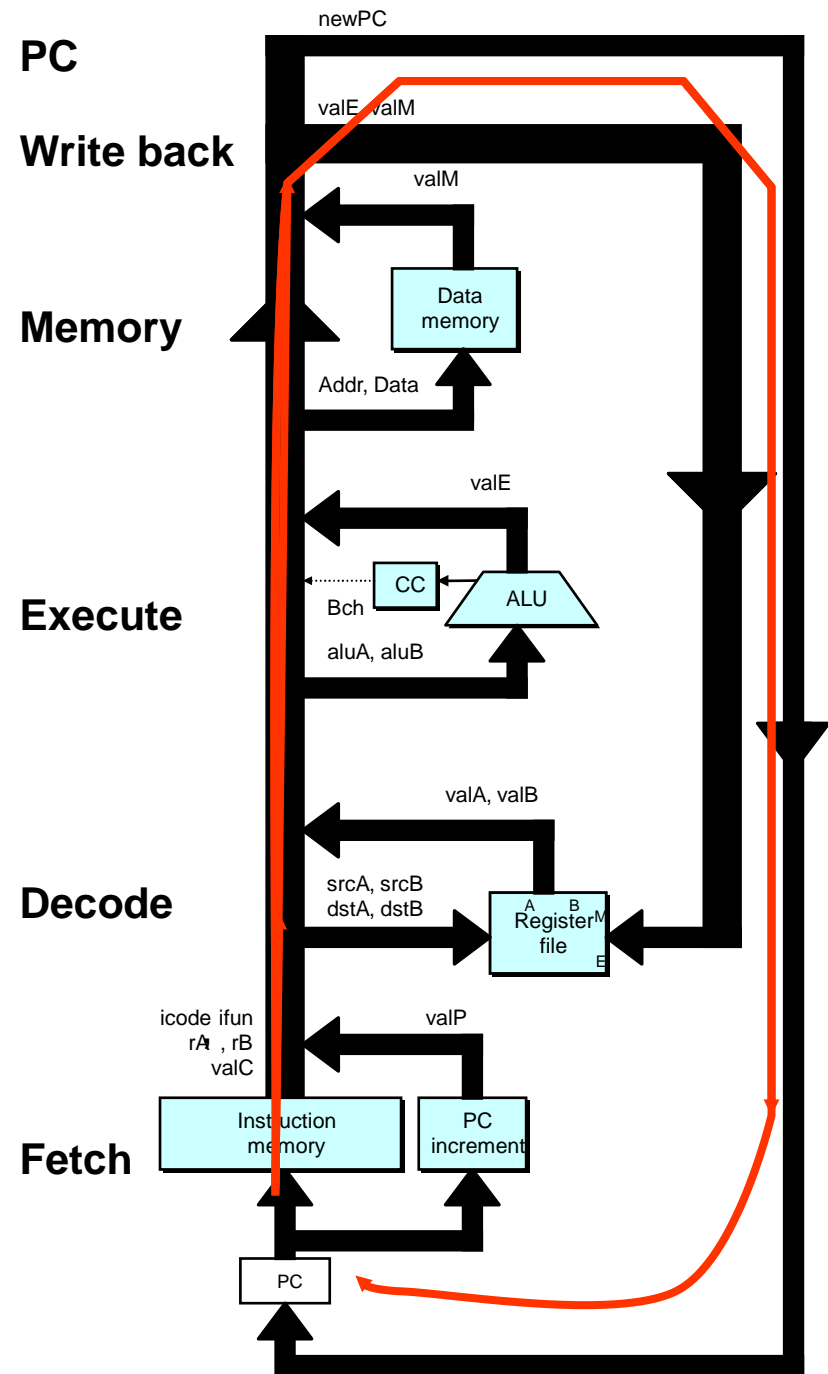 newPC
PC
valE, valM
Write back
valM
Data
memory
Memory
Addr, Data
valE
CC
ALU
Bch
Execute
aluA, aluB
valA, valB
srcA, srcB
dstA, dstB
A B
Register
file
M
E
Decode
icode ifun
, rB
valC
valP
Instruction
memory
PC
increment
Fetch
PC